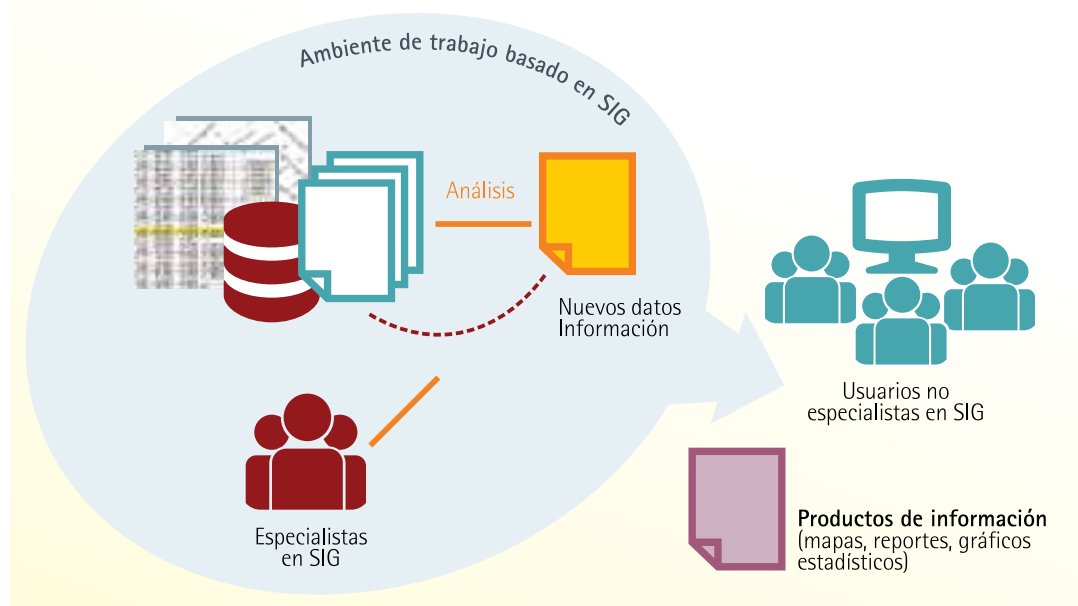 Ambiente de trabajo basado en SIG
Análisis
Nuevos datos
Información
Usuarios no
especialistas en SIG
Especialistas
en SIG
Productos de información
(mapas, reportes, gráficos
estadísticos)